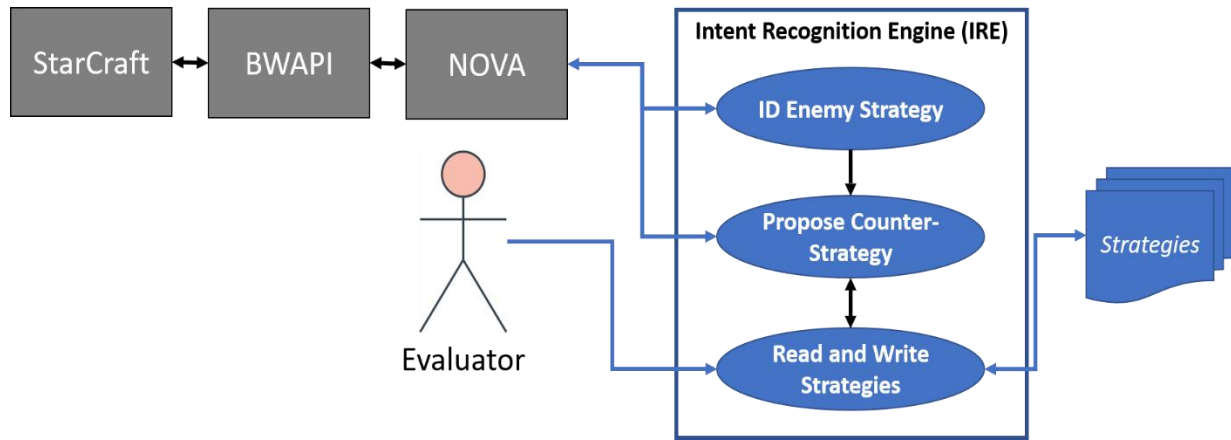 Intent Recognition Engine (IRE)
StarCraft
BWAPI
NOVA
ID Enemy Strategy
Propose Counter-
Strategy
Strategies
Evaluator
Read and Write
Strategies